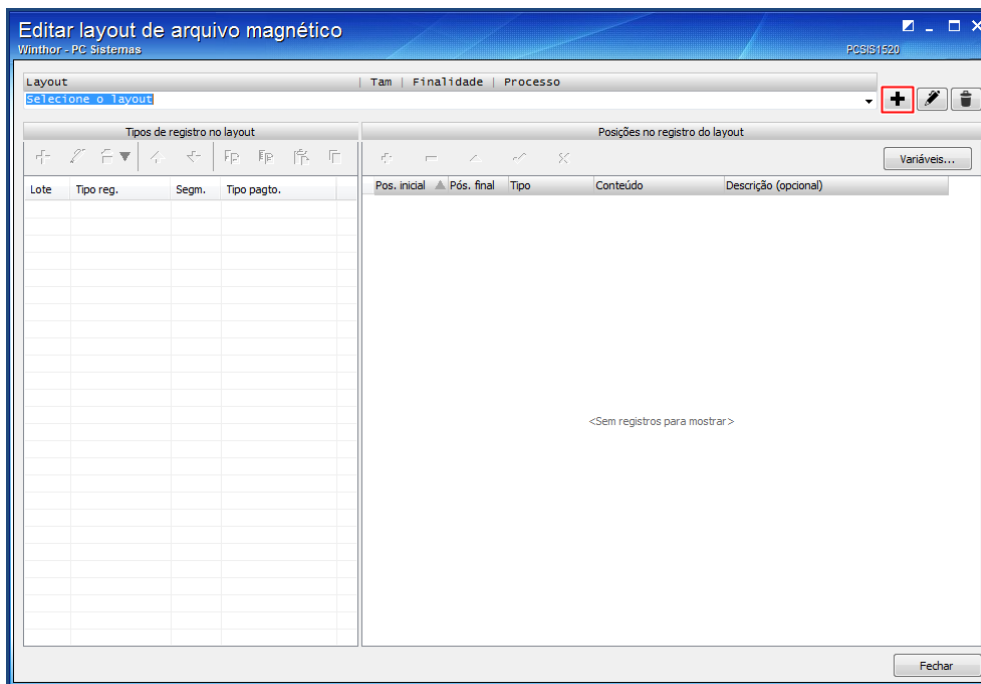 Editar layout de arquivo magnético
Winthor - PC Sistemas
PCSIS1520
Layout | Tam | Finalidade | Processo
Selecione o layout
Tipos de registro no layout
Posições no registro do layout
Variáveis...
Lote Tipo reg. Segm. Tipo pagto.
Pos. inicial Pós. final Tipo Conteúdo Descrição (opcional)
<Sem registros para mostrar>
Fechar